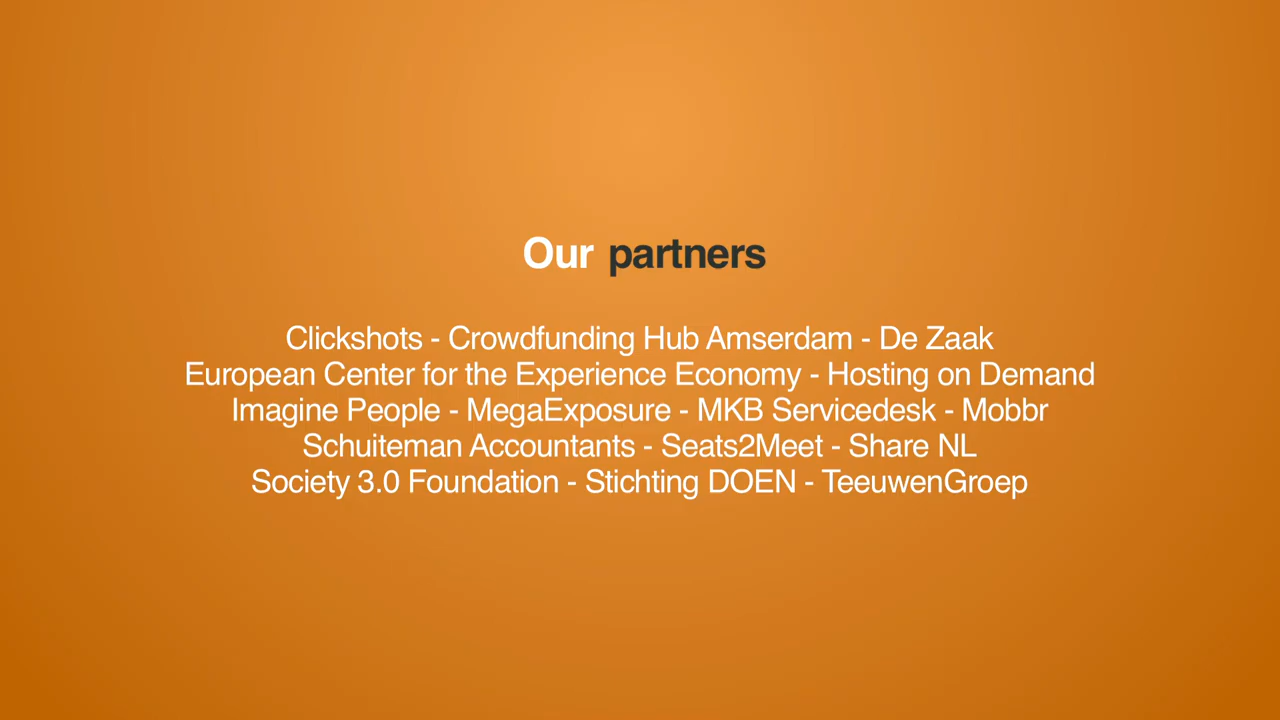 Our partners
Clickshots - Crowdfunding Hub Amserdam - De Zaak
European Center for the Experience Economy - Hosting on Demand
Imagine People - MegaExposure - MKB Servicedesk - Mobbr
Schuiteman Accountants - Seats2Meet - Share NL
Society 3.0 Foundation - Stichting DOEN - TeeuwenGroep